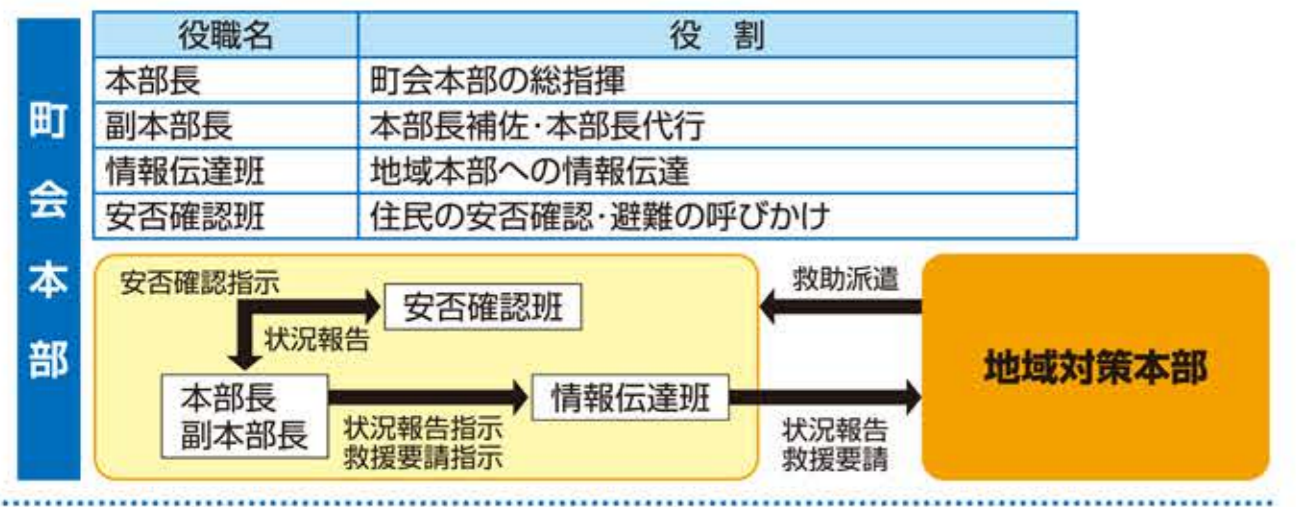 町会本部
役職名 役 割
本部長 町会本部の総指揮
副本部長 本部長補佐・本部長代行
情報伝達班 地域本部への情報伝達
安否確認班 住民の安否確認・避難の呼びかけ
安否確認指示
安否確認班
状況報告
本部長
副本部長
状況報告指示
救援要請指示
情報伝達班
救助派遣
状況報告
救援要請
地域対策本部